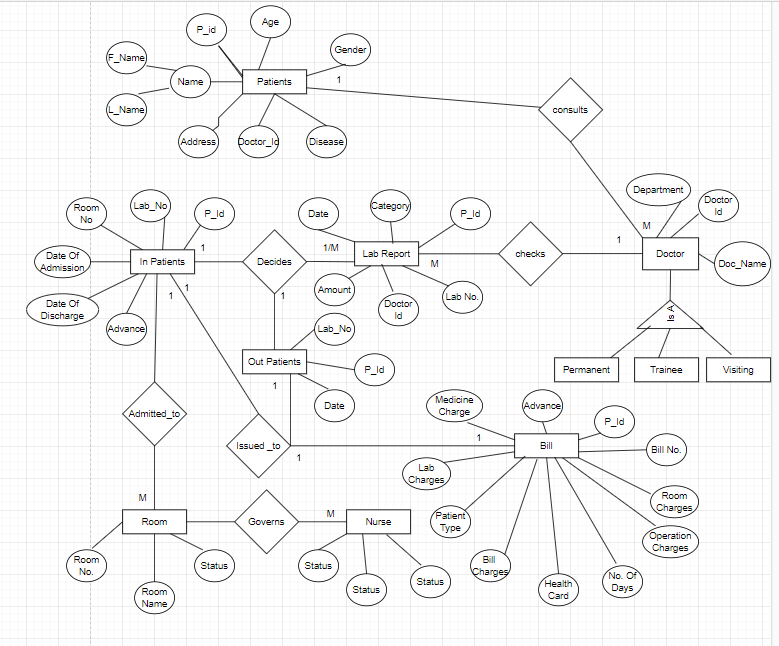 Age
P_id
Gender
F_Name
Name
Patients
1
L_Name
consults
Address
Doctor_Id
Disease
Department
Doctor
Id
Room
No
Lab_No
P_Id
Date
Category
P_Id
M
1
1
1/M
Lab Report
checks
Doctor
Doc_Name
Date Of
Admission
In Patients
Decides
M
1
1
1
Amount
Lab No.
Date Of
Discharge
Doctor
Id
Is A
Advance
Lab_No
Out Patients
P_Id
Permanent
Trainee
Visiting
1
Date
Medicine
Charge
Advance
P_Id
Admitted_to
Issued _to
1
1
Bill
Bill No.
Lab
Charges
M
Room
Charges
Room
Governs
M
Nurse
Patient
Type
Operation
Charges
Room
No.
Status
Status
Bill
Charges
Status
Status
Health
Card
No. Of
Days
Room
Name